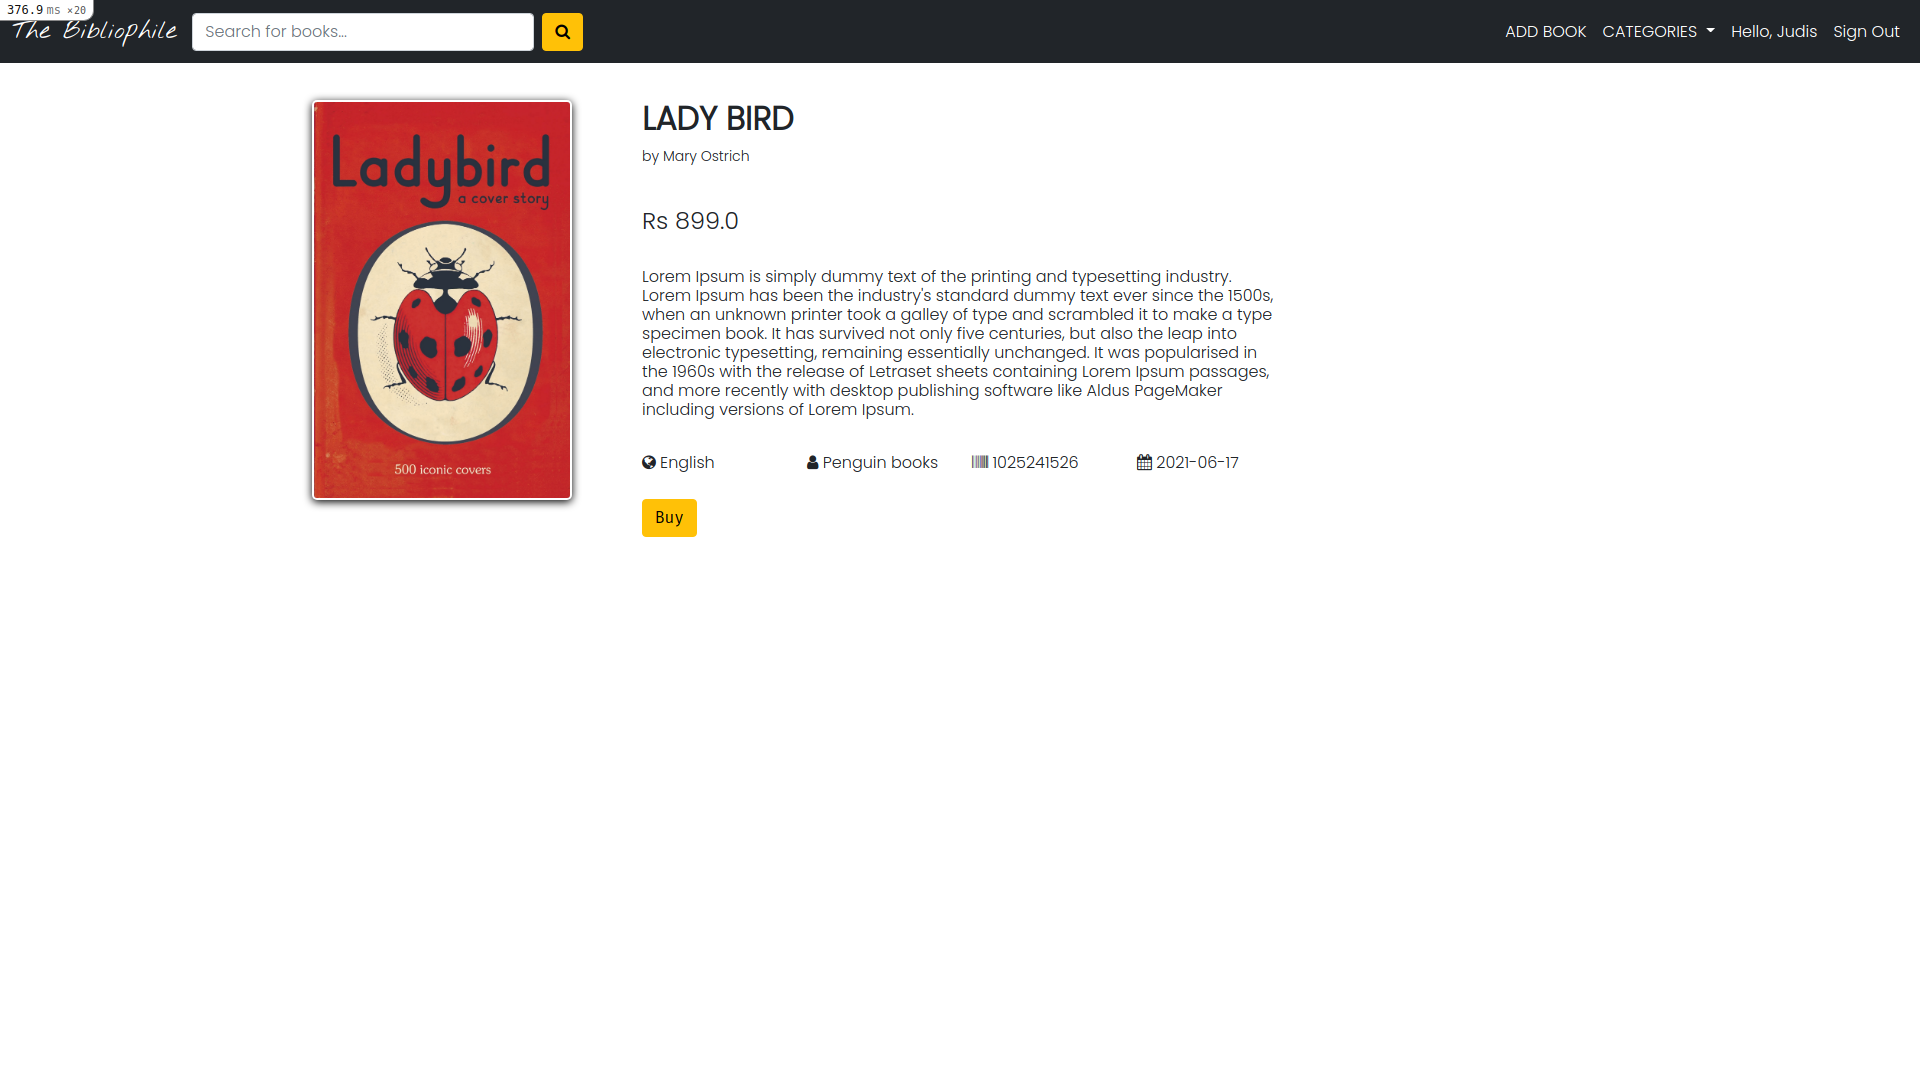 376.9 ms ×20
The Bibliophile
Search for books...
ADD BOOK CATEGORIES Hello, Judis Sign Out
Ladybird
a cover story
500 iconic covers
LADY BIRD
by Mary Ostrich
Rs 899.0
Lorem Ipsum is simply dummy text of the printing and typesetting industry.
Lorem Ipsum has been the industry's standard dummy text ever since the 1500s,
when an unknown printer took a galley of type and scrambled it to make a type
specimen book. It has survived not only five centuries, but also the leap into
electronic typesetting, remaining essentially unchanged. It was popularised in
the 1960s with the release of Letraset sheets containing Lorem Ipsum passages,
and more recently with desktop publishing software like Aldus PageMaker
including versions of Lorem Ipsum.
English Penguin books 1025241526 2021-06-17
Buy